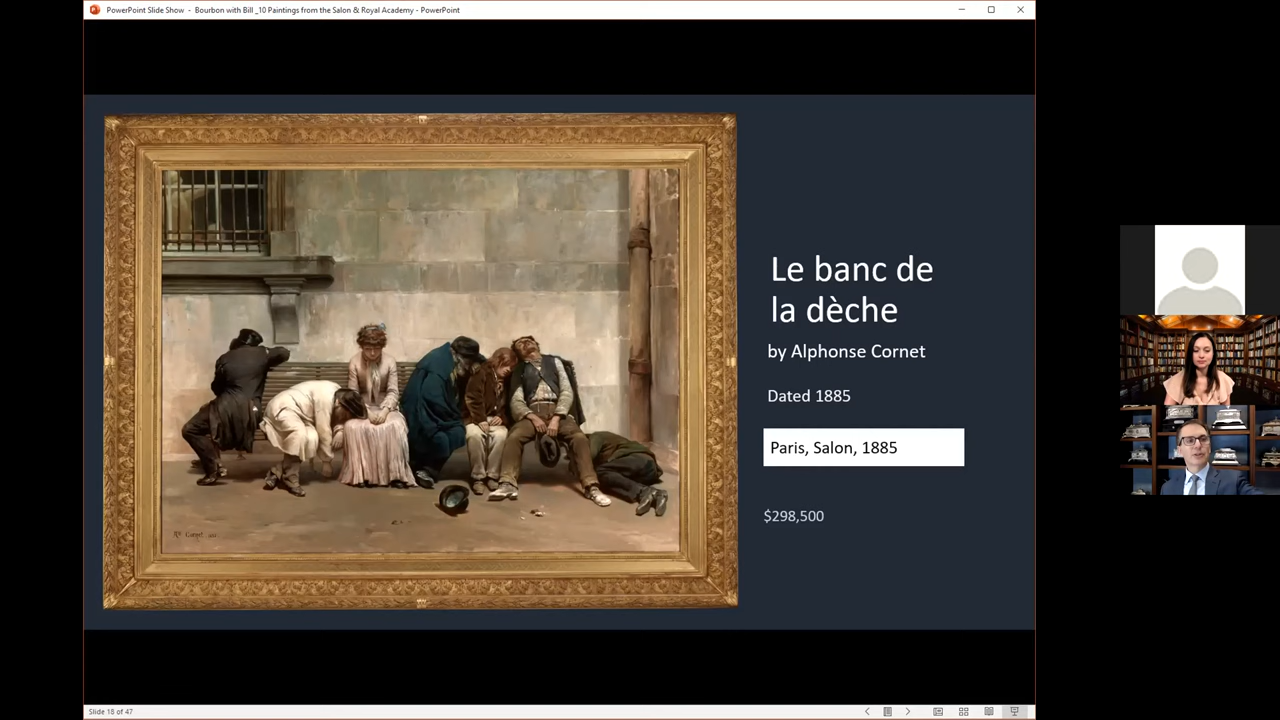 PowerPoint Slide Show - Bourbon with Bill _10 Paintings from the Salon & Royal Academy - PowerPoint
Le banc de
la dèche
by Alphonse Cornet
Dated 1885
Paris, Salon, 1885
$298,500
Cornet
Slide 18 of 47